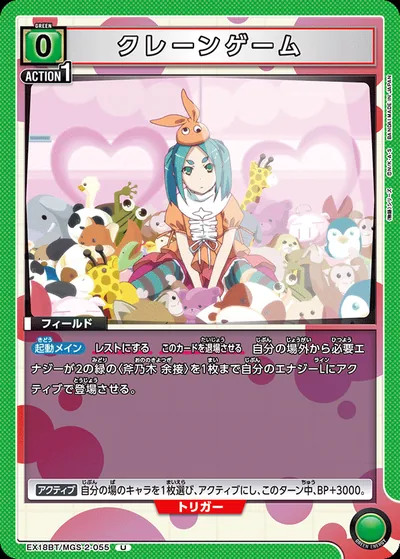 GREEN
0
クレーンゲーム
ACTION 1
フィールド
起動メイン レストにする このカードを退場させる 自分の場外から必要エ
ナジーが2の緑の〈斧乃木 余接〉を1枚まで自分のエナジーLにアク
ティブで登場させる。
アクティブ 自分の場のキャラを1枚選び、アクティブにし、このターン中、BP+3000。
トリガー
EX18BT/MGS-2-055 U
GREEN ENERGY